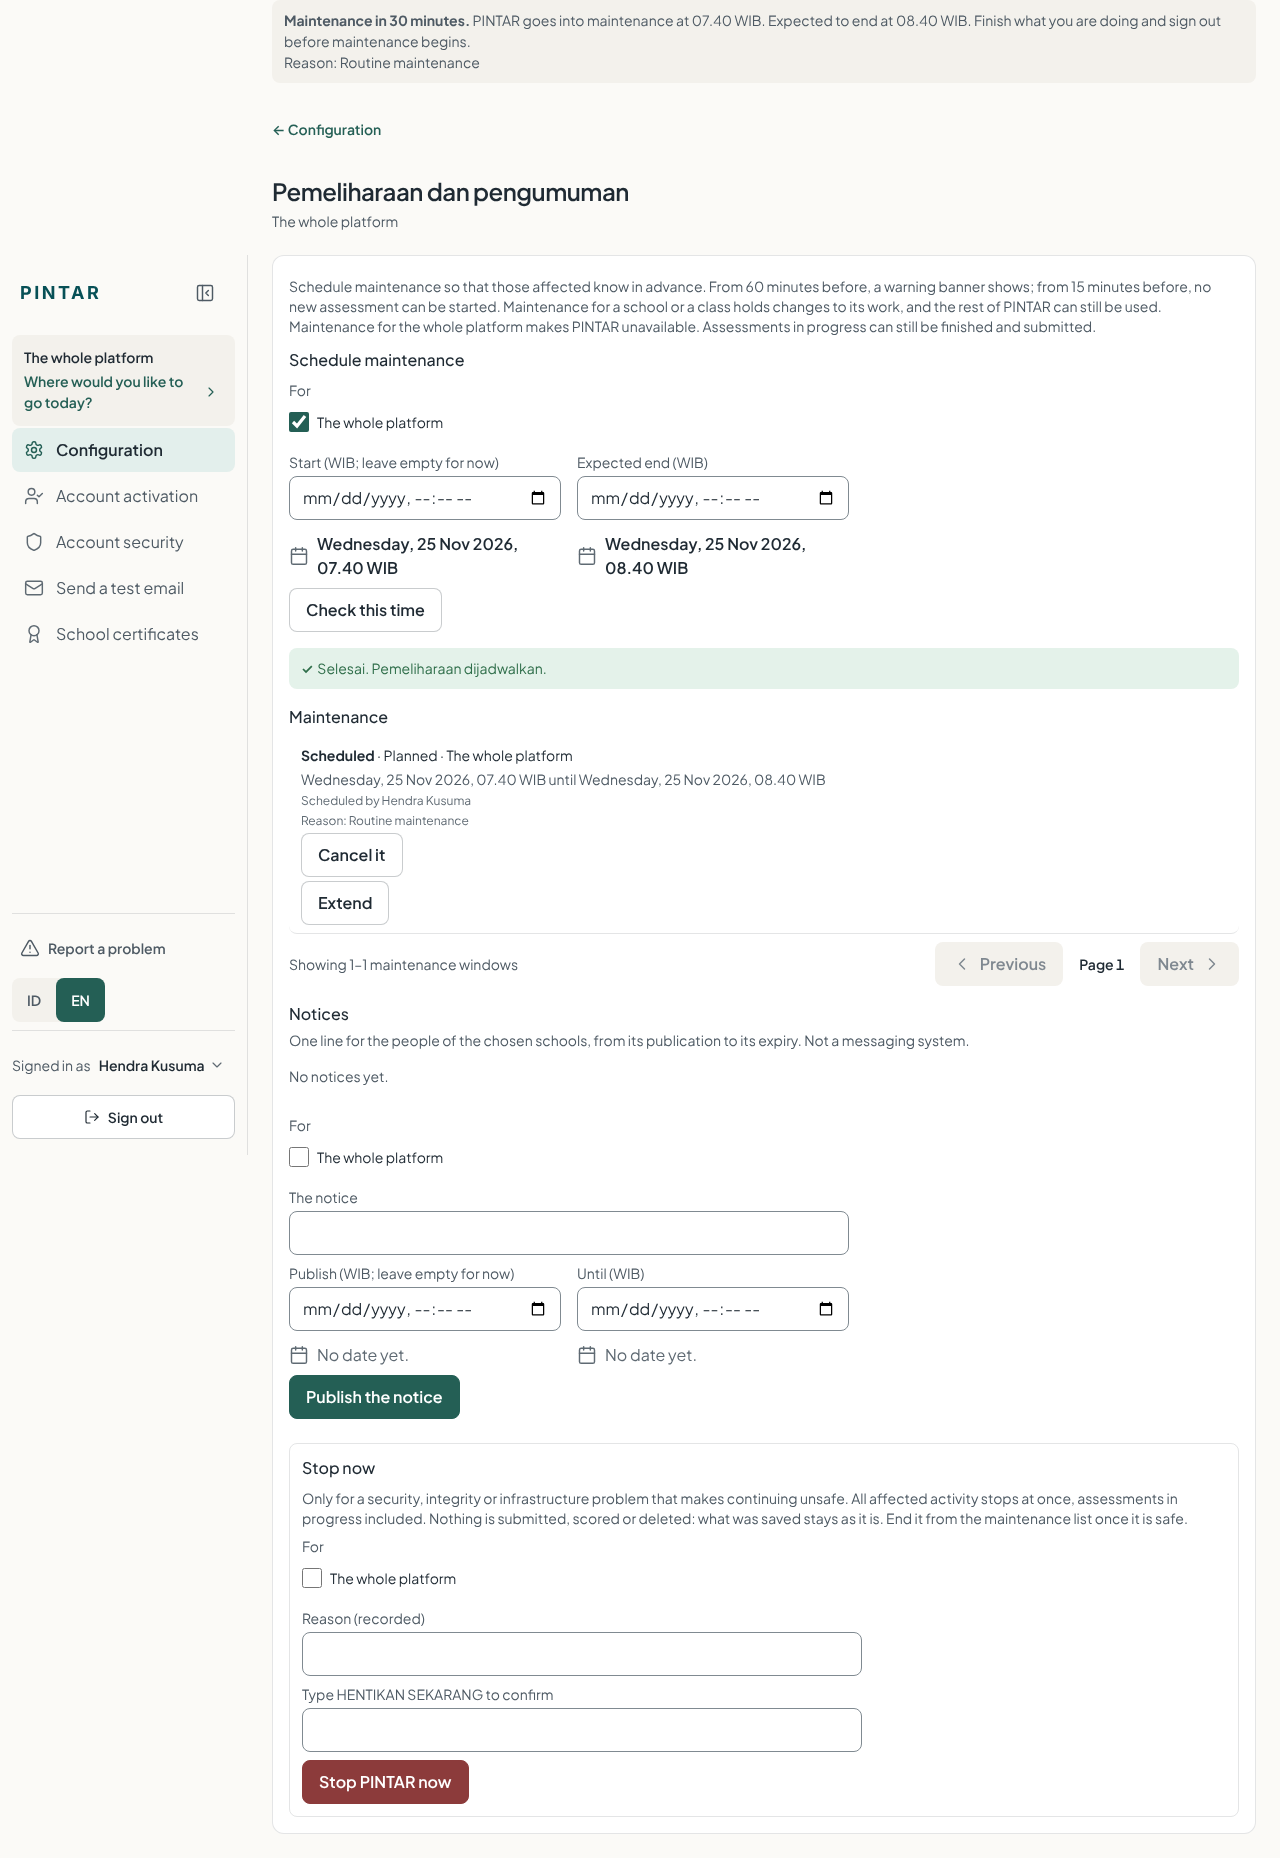 Maintenance in 30 minutes. PINTAR goes into maintenance at 07.40 WIB. Expected to end at 08.40 WIB. Finish what you are doing and sign out
before maintenance begins.
Reason: Routine maintenance
← Configuration
Pemeliharaan dan pengumuman
The whole platform
PINTAR
The whole platform
Where would you like to
go today?
Configuration
Account activation
Account security
Send a test email
School certificates
Report a problem
ID EN
Signed in as Hendra Kusuma
Sign out
Schedule maintenance so that those affected know in advance. From 60 minutes before, a warning banner shows; from 15 minutes before, no
new assessment can be started. Maintenance for a school or a class holds changes to its work, and the rest of PINTAR can still be used.
Maintenance for the whole platform makes PINTAR unavailable. Assessments in progress can still be finished and submitted.
Schedule maintenance
For
The whole platform
Start (WIB; leave empty for now) Expected end (WIB)
mm/dd/yyyy, --:-- -- mm/dd/yyyy, --:-- --
Wednesday, 25 Nov 2026, Wednesday, 25 Nov 2026,
07.40 WIB 08.40 WIB
Check this time
✓ Selesai. Pemeliharaan dijadwalkan.
Maintenance
Scheduled · Planned · The whole platform
Wednesday, 25 Nov 2026, 07.40 WIB until Wednesday, 25 Nov 2026, 08.40 WIB
Scheduled by Hendra Kusuma
Reason: Routine maintenance
Cancel it
Extend
Showing 1–1 maintenance windows Previous Page 1 Next
Notices
One line for the people of the chosen schools, from its publication to its expiry. Not a messaging system.
No notices yet.
For
The whole platform
The notice
Publish (WIB; leave empty for now) Until (WIB)
mm/dd/yyyy, --:-- -- mm/dd/yyyy, --:-- --
No date yet. No date yet.
Publish the notice
Stop now
Only for a security, integrity or infrastructure problem that makes continuing unsafe. All affected activity stops at once, assessments in
progress included. Nothing is submitted, scored or deleted: what was saved stays as it is. End it from the maintenance list once it is safe.
For
The whole platform
Reason (recorded)
Type HENTIKAN SEKARANG to confirm
Stop PINTAR now